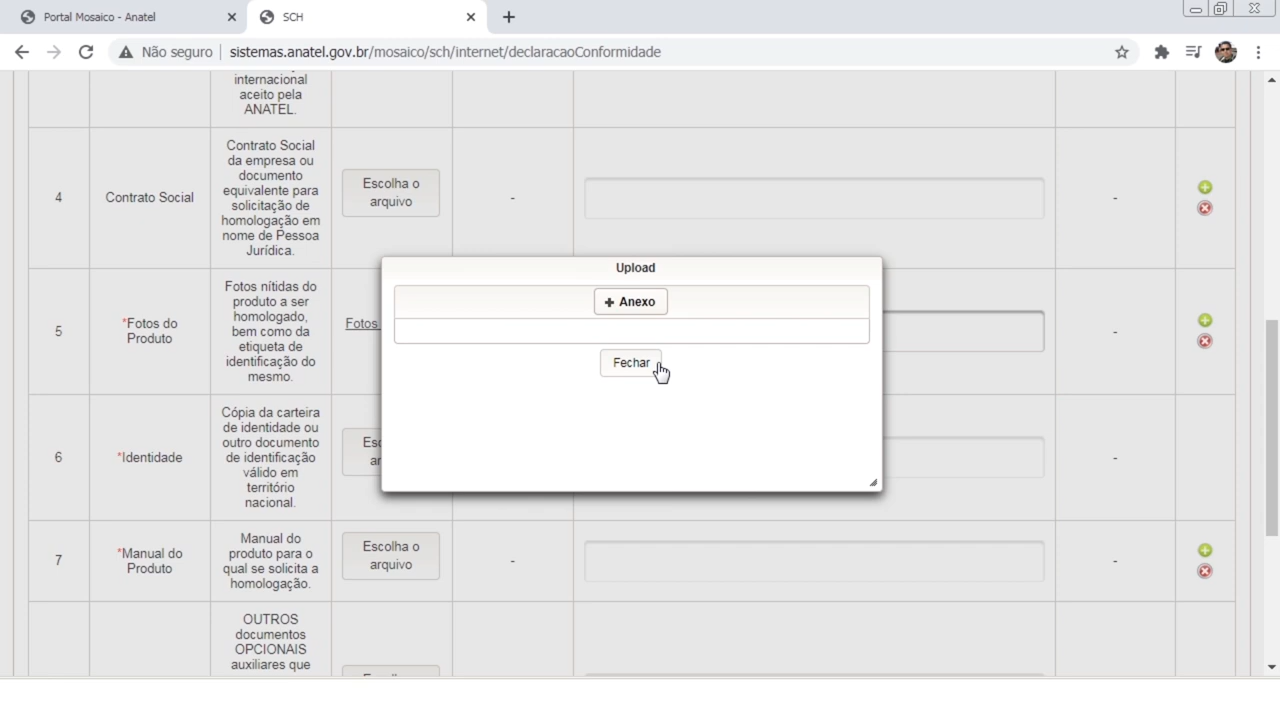 Portal Mosaico - Anatel
SCH
Não seguro
sistemas.anatel.gov.br/mosaico/sch/internet/declaracaoConformidade
internacional
aceito pela
ANATEL.
4
Contrato Social
Contrato Social
da empresa ou
documento
equivalente para
solicitação de
homologação em
nome de Pessoa
Jurídica.
Escolha o
arquivo
-
-
5
*Fotos do
Produto
Fotos nítidas do
produto a ser
homologado,
bem como da
etiqueta de
identificação do
mesmo.
Fotos
-
Upload
+ Anexo
Fechar
6
*Identidade
Cópia da carteira
de identidade ou
outro documento
de identificação
válido em
território
nacional.
-
7
*Manual do
Produto
Manual do
produto para o
qual se solicita a
homologação.
Escolha o
arquivo
-
-
OUTROS
documentos
OPCIONAIS
auxiliares que